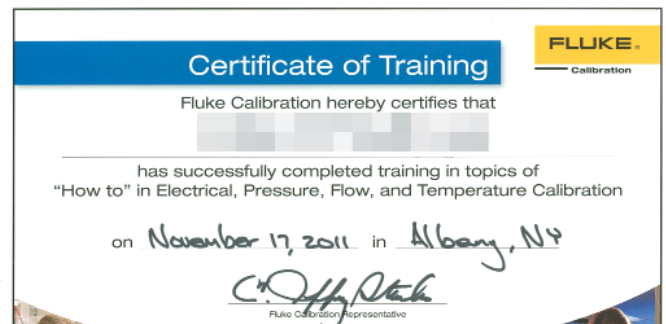 FLUKE®
Calibration
Certificate of Training
Fluke Calibration hereby certifies that
has successfully completed training in topics of
“How to” in Electrical, Pressure, Flow, and Temperature Calibration
on November 17, 2011 in Albany, NY
Fluke Calibration Representative